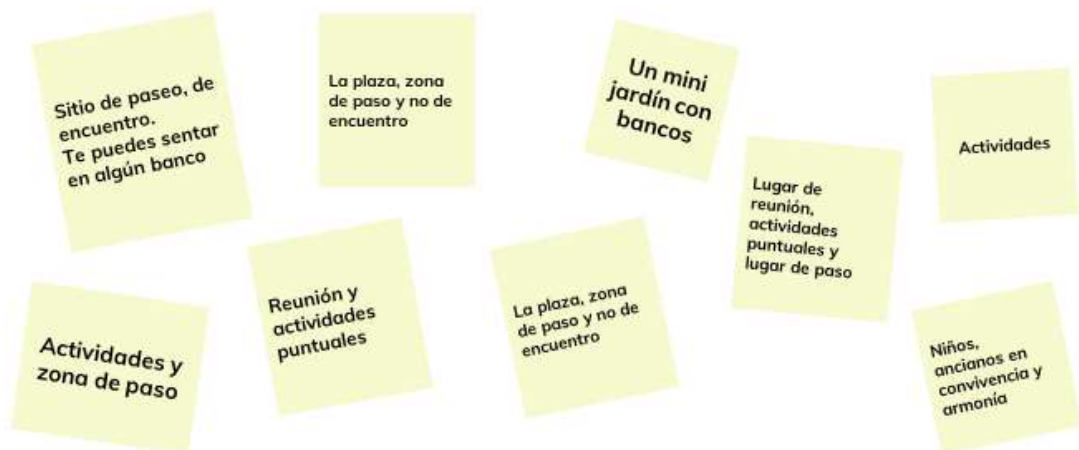 Sitio de paseo, de
encuentro.
Te puedes sentar
en algún banco
La plaza, zona
de paso y no de
encuentro
Un mini
jardín con
bancos
Actividades
Lugar de
reunión,
actividades
puntuales y
lugar de paso
Actividades y
zona de paso
Reunión y
actividades
puntuales
La plaza, zona
de paso y no de
encuentro
Niños,
ancianos en
convivencia y
armonía